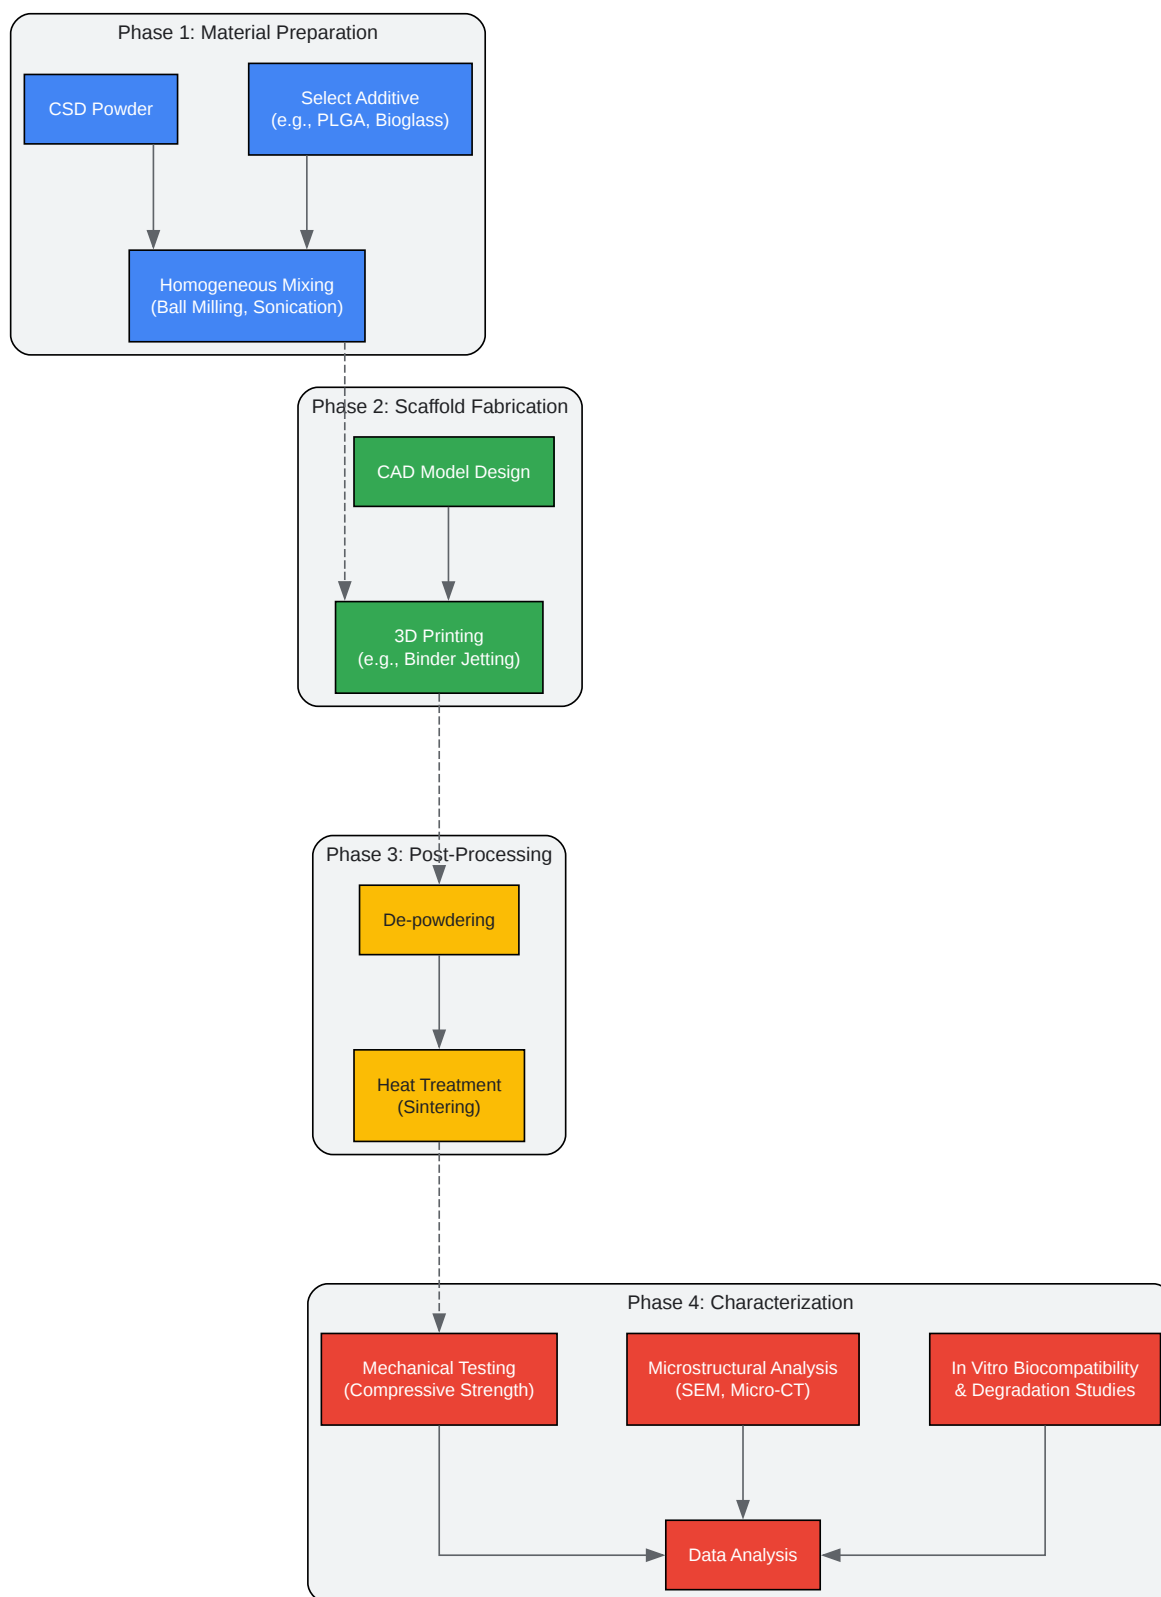 Phase 1: Material Preparation
CSD Powder
Select Additive
(e.g., PLGA, Bioglass)
Homogeneous Mixing
(Ball Milling, Sonication)
Phase 2: Scaffold Fabrication
CAD Model Design
3D Printing
(e.g., Binder Jetting)
Phase 3: Post-Processing
De-powdering
Heat Treatment
(Sintering)
Phase 4: Characterization
Mechanical Testing
(Compressive Strength)
Microstructural Analysis
(SEM, Micro-CT)
In Vitro Biocompatibility
& Degradation Studies
Data Analysis